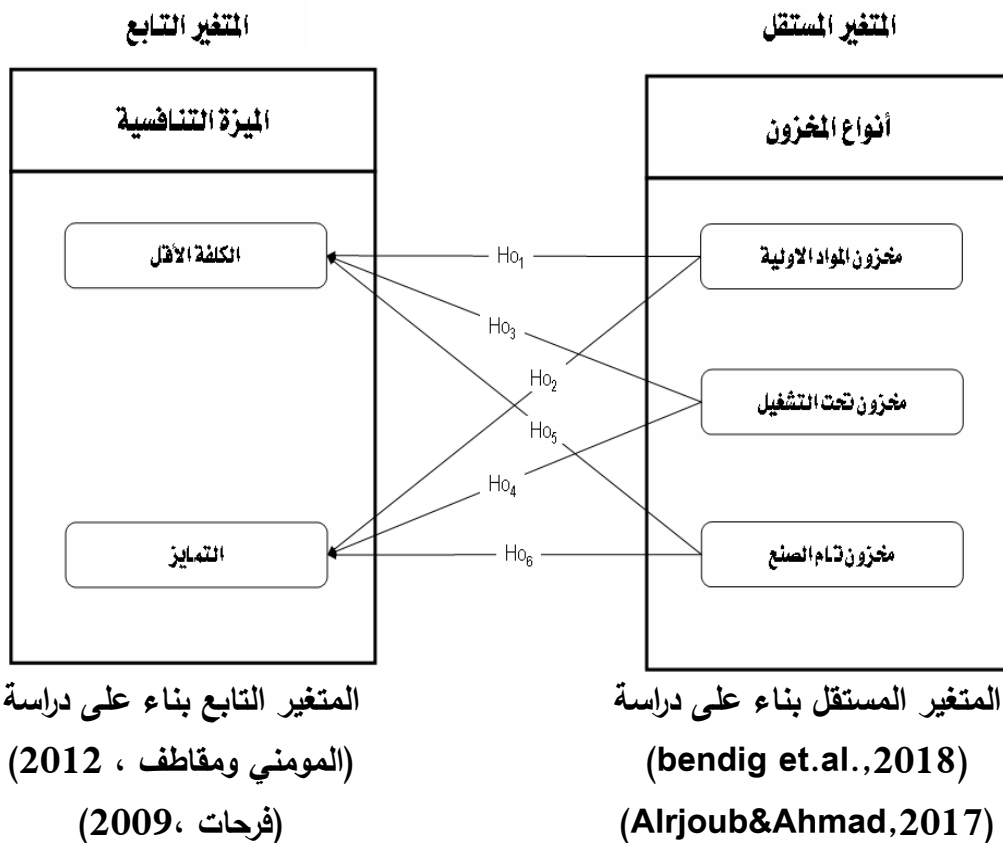 المتغير المستقل
المتغير التابع
أنواع المخزون
الميزة التنافسية
مخزون المواد الاولية
Ho₁
الكلفة الأقل
Ho₃
Ho₂
مخزون تحت التشغيل
Ho₅
Ho₄
مخزون تام الصنع
Ho₆
التمايز
المتغير المستقل بناء على دراسة
(bendig et.al.,2018)
(Alrjoub&Ahmad,2017)
المتغير التابع بناء على دراسة
(المومني ومقاطف ، 2012)
(فرحات ،2009)